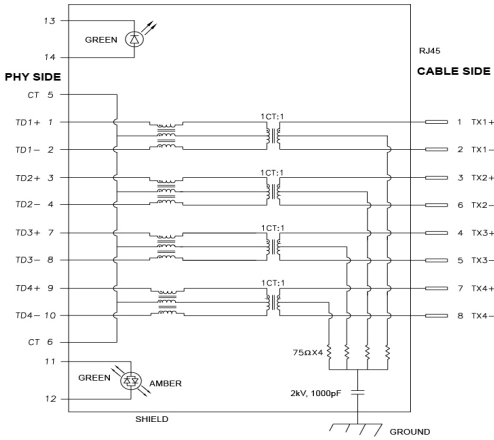 13
GREEN
14
RJ45
PHY SIDE
CABLE SIDE
CT 5
TD1+ 1
1CT:1
1 TX1+
TD1- 2
2 TX1-
TD2+ 3
1CT:1
3 TX2+
TD2- 4
6 TX2-
TD3+ 7
1CT:1
4 TX3+
TD3- 8
5 TX3-
TD4+ 9
1CT:1
7 TX4+
TD4- 10
8 TX4-
CT 6
75ΩX4
11
GREEN
AMBER
2kV, 1000pF
12
SHIELD
GROUND